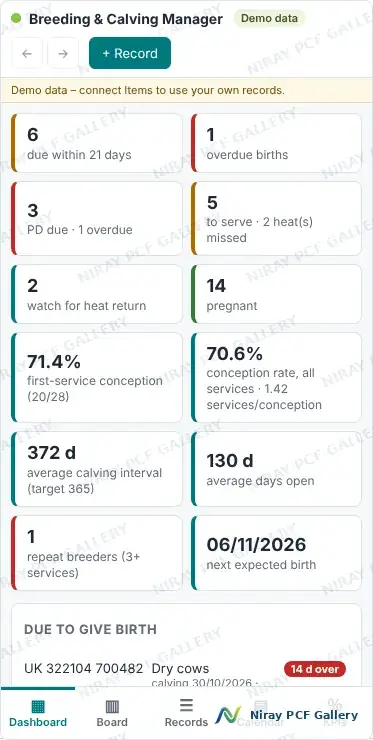 Breeding & Calving Manager Demo data
← → + Record
Demo data – connect Items to use your own records.
6
due within 21 days
1
overdue births
3
PD due · 1 overdue
5
to serve · 2 heat(s)
missed
2
watch for heat return
14
pregnant
71.4%
first-service conception
(20/28)
70.6%
conception rate, all
services · 1.42
services/conception
372 d
average calving interval
(target 365)
130 d
average days open
1
repeat breeders (3+
services)
06/11/2026
next expected birth
DUE TO GIVE BIRTH
UK 322104 700482 Dry cows 14 d over
calving 30/10/2026 ·
Dashboard Board Records Calendar KPIs
Niray PCF Gallery
NIRAY PCF GALLERY